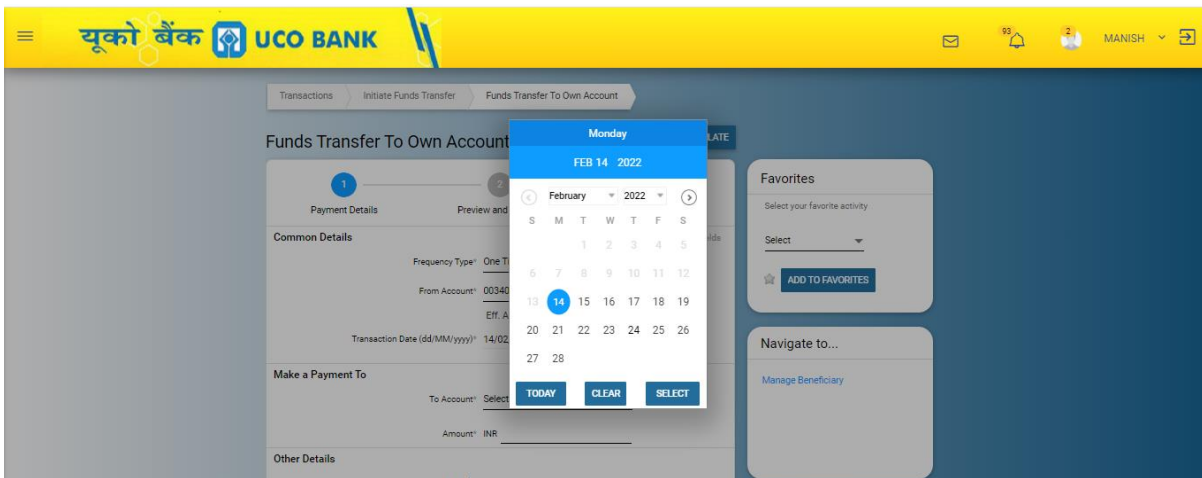 यूको बैंक UCO BANK
93
2
MANISH
Transactions Initiate Funds Transfer Funds Transfer To Own Account
Funds Transfer To Own Account
LATE
1
2
Payment Details
Preview and
Common Details
Frequency Type* One Ti
From Account* 00340
Eff. A
Transaction Date (dd/MM/yyyy)* 14/02
Make a Payment To
To Account* Select
Amount* INR
Other Details
Monday
FEB 14 2022
February 2022
S M T W T F S
1 2 3 4 5
6 7 8 9 10 11 12
13 14 15 16 17 18 19
20 21 22 23 24 25 26
27 28
TODAY CLEAR SELECT
Favorites
Select your favorite activity
Select
ADD TO FAVORITES
Navigate to...
Manage Beneficiary